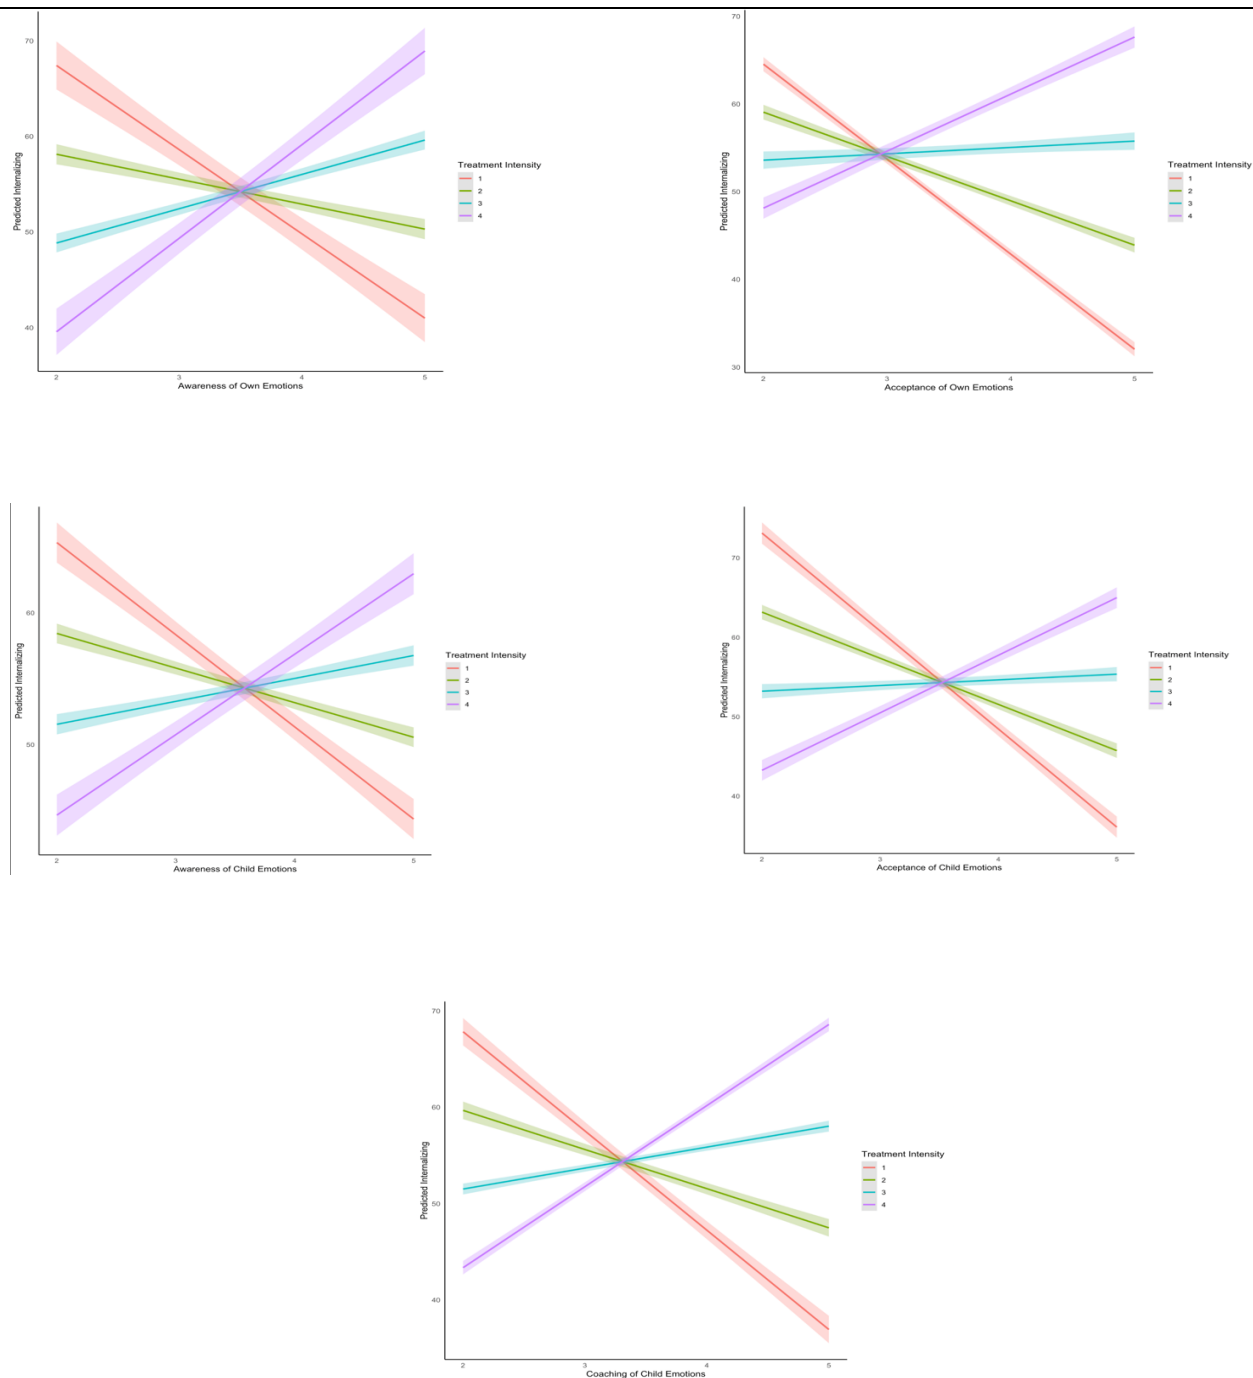 70
60
50
40
2 3 4 5
Predicted Internalizing
Awareness of Own Emotions
Treatment Intensity
1
2
3
4
70
60
50
40
30
2 3 4 5
Predicted Internalizing
Acceptance of Own Emotions
Treatment Intensity
1
2
3
4
60
50
2 3 4 5
Predicted Internalizing
Awareness of Child Emotions
Treatment Intensity
1
2
3
4
70
60
50
40
2 3 4 5
Predicted Internalizing
Acceptance of Child Emotions
Treatment Intensity
1
2
3
4
70
60
50
40
2 3 4 5
Predicted Internalizing
Coaching of Child Emotions
Treatment Intensity
1
2
3
4